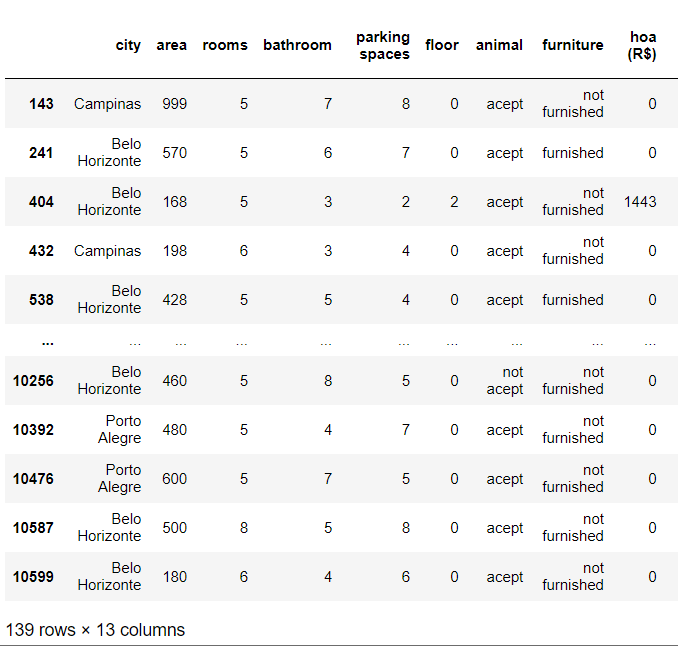 city area rooms bathroom parking spaces floor animal furniture hoa (R$)
143 Campinas 999 5 7 8 0 acept not furnished 0
241 Belo Horizonte 570 5 6 7 0 acept furnished 0
404 Belo Horizonte 168 5 3 2 2 acept not furnished 1443
432 Campinas 198 6 3 4 0 acept not furnished 0
538 Belo Horizonte 428 5 5 4 0 acept furnished 0
... ... ... ... ... ... ... ... ... ...
10256 Belo Horizonte 460 5 8 5 0 not acept not furnished 0
10392 Porto Alegre 480 5 4 7 0 acept not furnished 0
10476 Porto Alegre 600 5 7 5 0 acept not furnished 0
10587 Belo Horizonte 500 8 5 8 0 acept not furnished 0
10599 Belo Horizonte 180 6 4 6 0 acept not furnished 0
139 rows × 13 columns